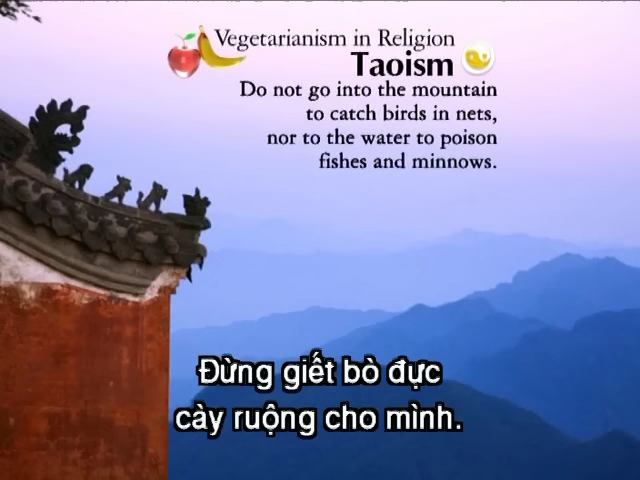 Vegetarianism in Religion
Taoism
Do not go into the mountain
to catch birds in nets,
nor to the water to poison
fishes and minnows.
Đừng giết bò đực
cày ruộng cho mình.